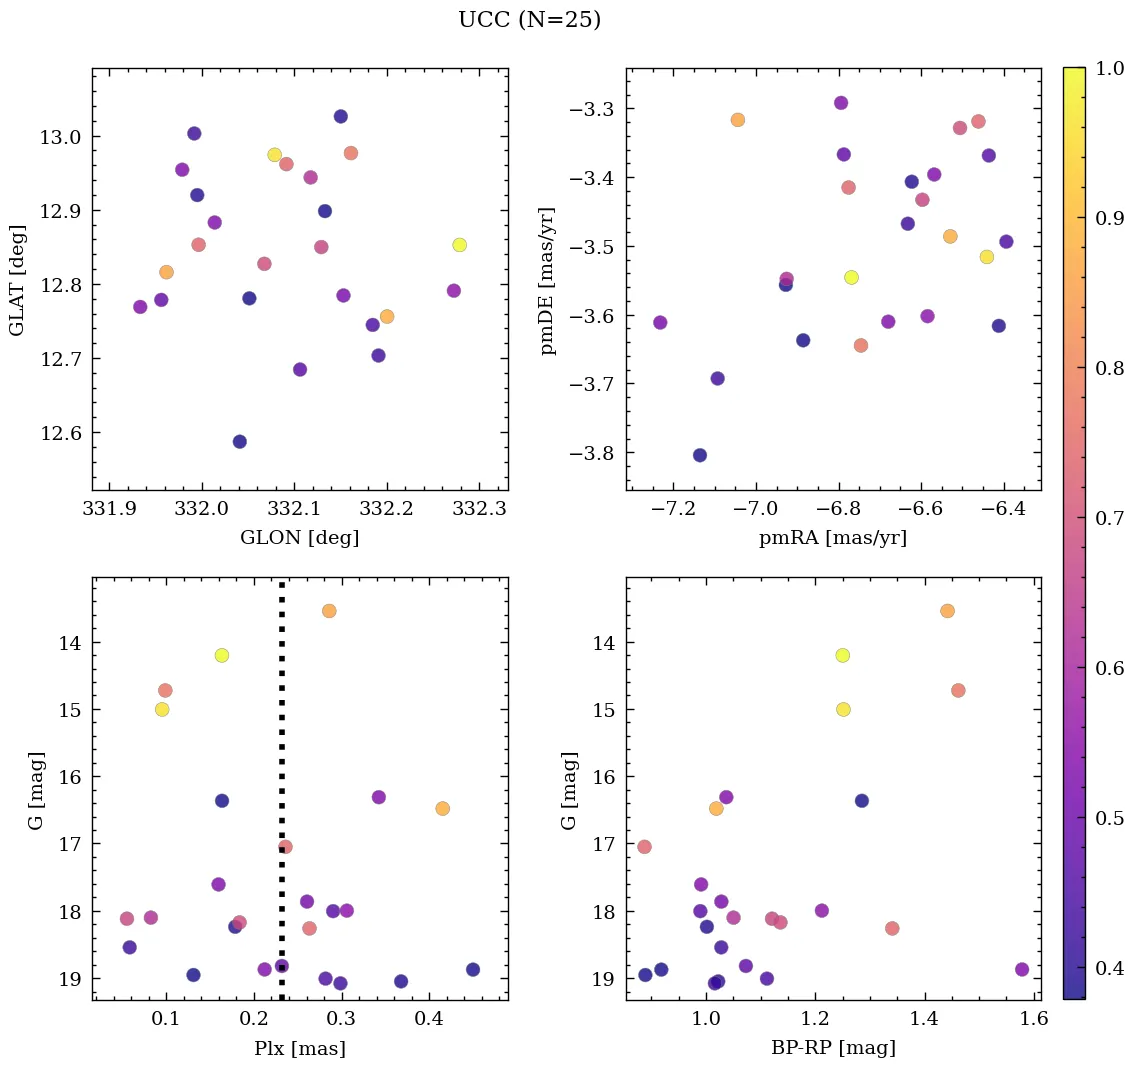 UCC (N=25)
13.0
12.9
12.8
12.7
12.6
GLAT [deg]
331.9 332.0 332.1 332.2 332.3
GLON [deg]
−3.3
−3.4
−3.5
−3.6
−3.7
−3.8
pmDE [mas/yr]
−7.2 −7.0 −6.8 −6.6 −6.4
pmRA [mas/yr]
14
15
16
17
18
19
G [mag]
0.1 0.2 0.3 0.4
Plx [mas]
14
15
16
17
18
19
G [mag]
1.0 1.2 1.4 1.6
BP-RP [mag]
1.0
0.9
0.8
0.7
0.6
0.5
0.4